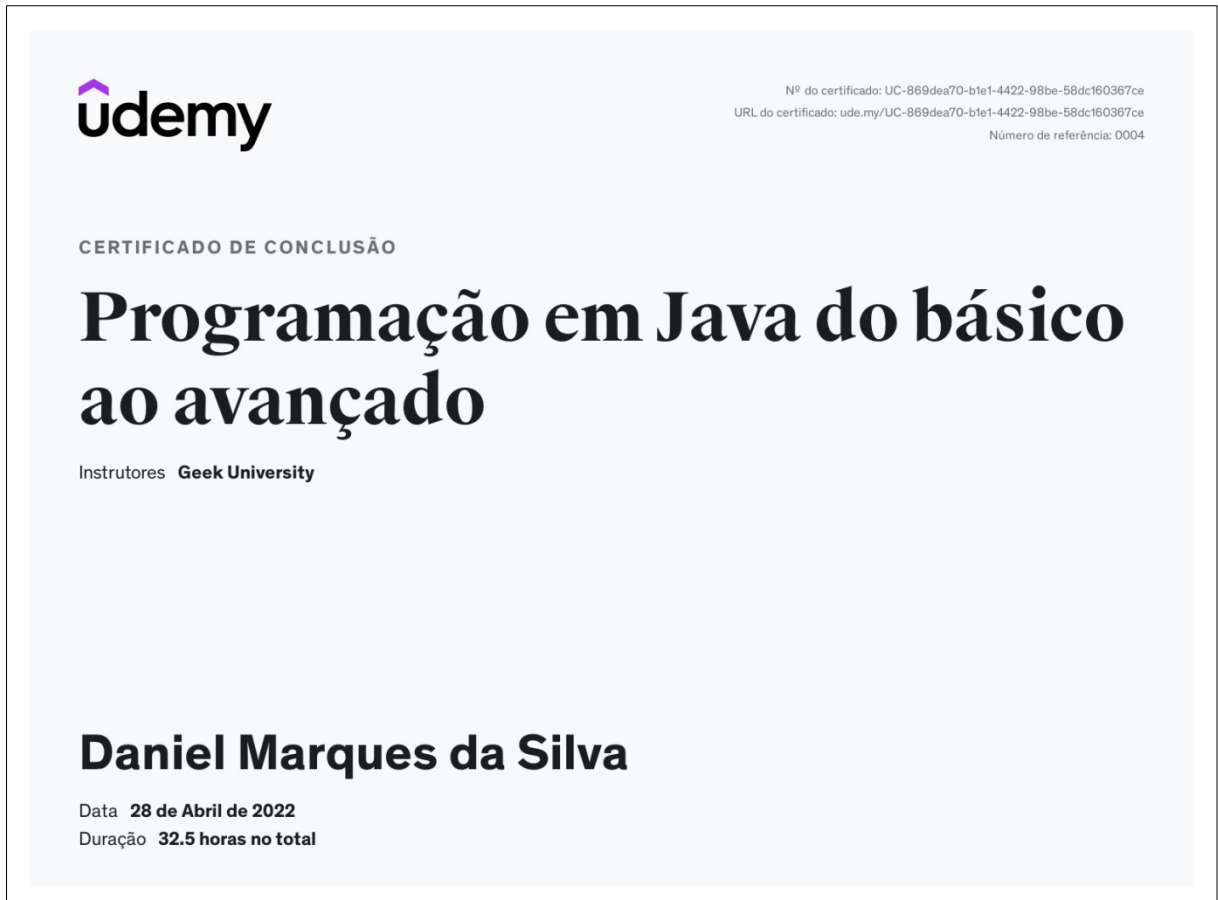 udemy
Nº do certificado: UC-869dea70-b1e1-4422-98be-58dc160367ce
URL do certificado: ude.my/UC-869dea70-b1e1-4422-98be-58dc160367ce
Número de referência: 0004
CERTIFICADO DE CONCLUSÃO
Programação em Java do básico
ao avançado
Instrutores Geek University
Daniel Marques da Silva
Data 28 de Abril de 2022
Duração 32.5 horas no total